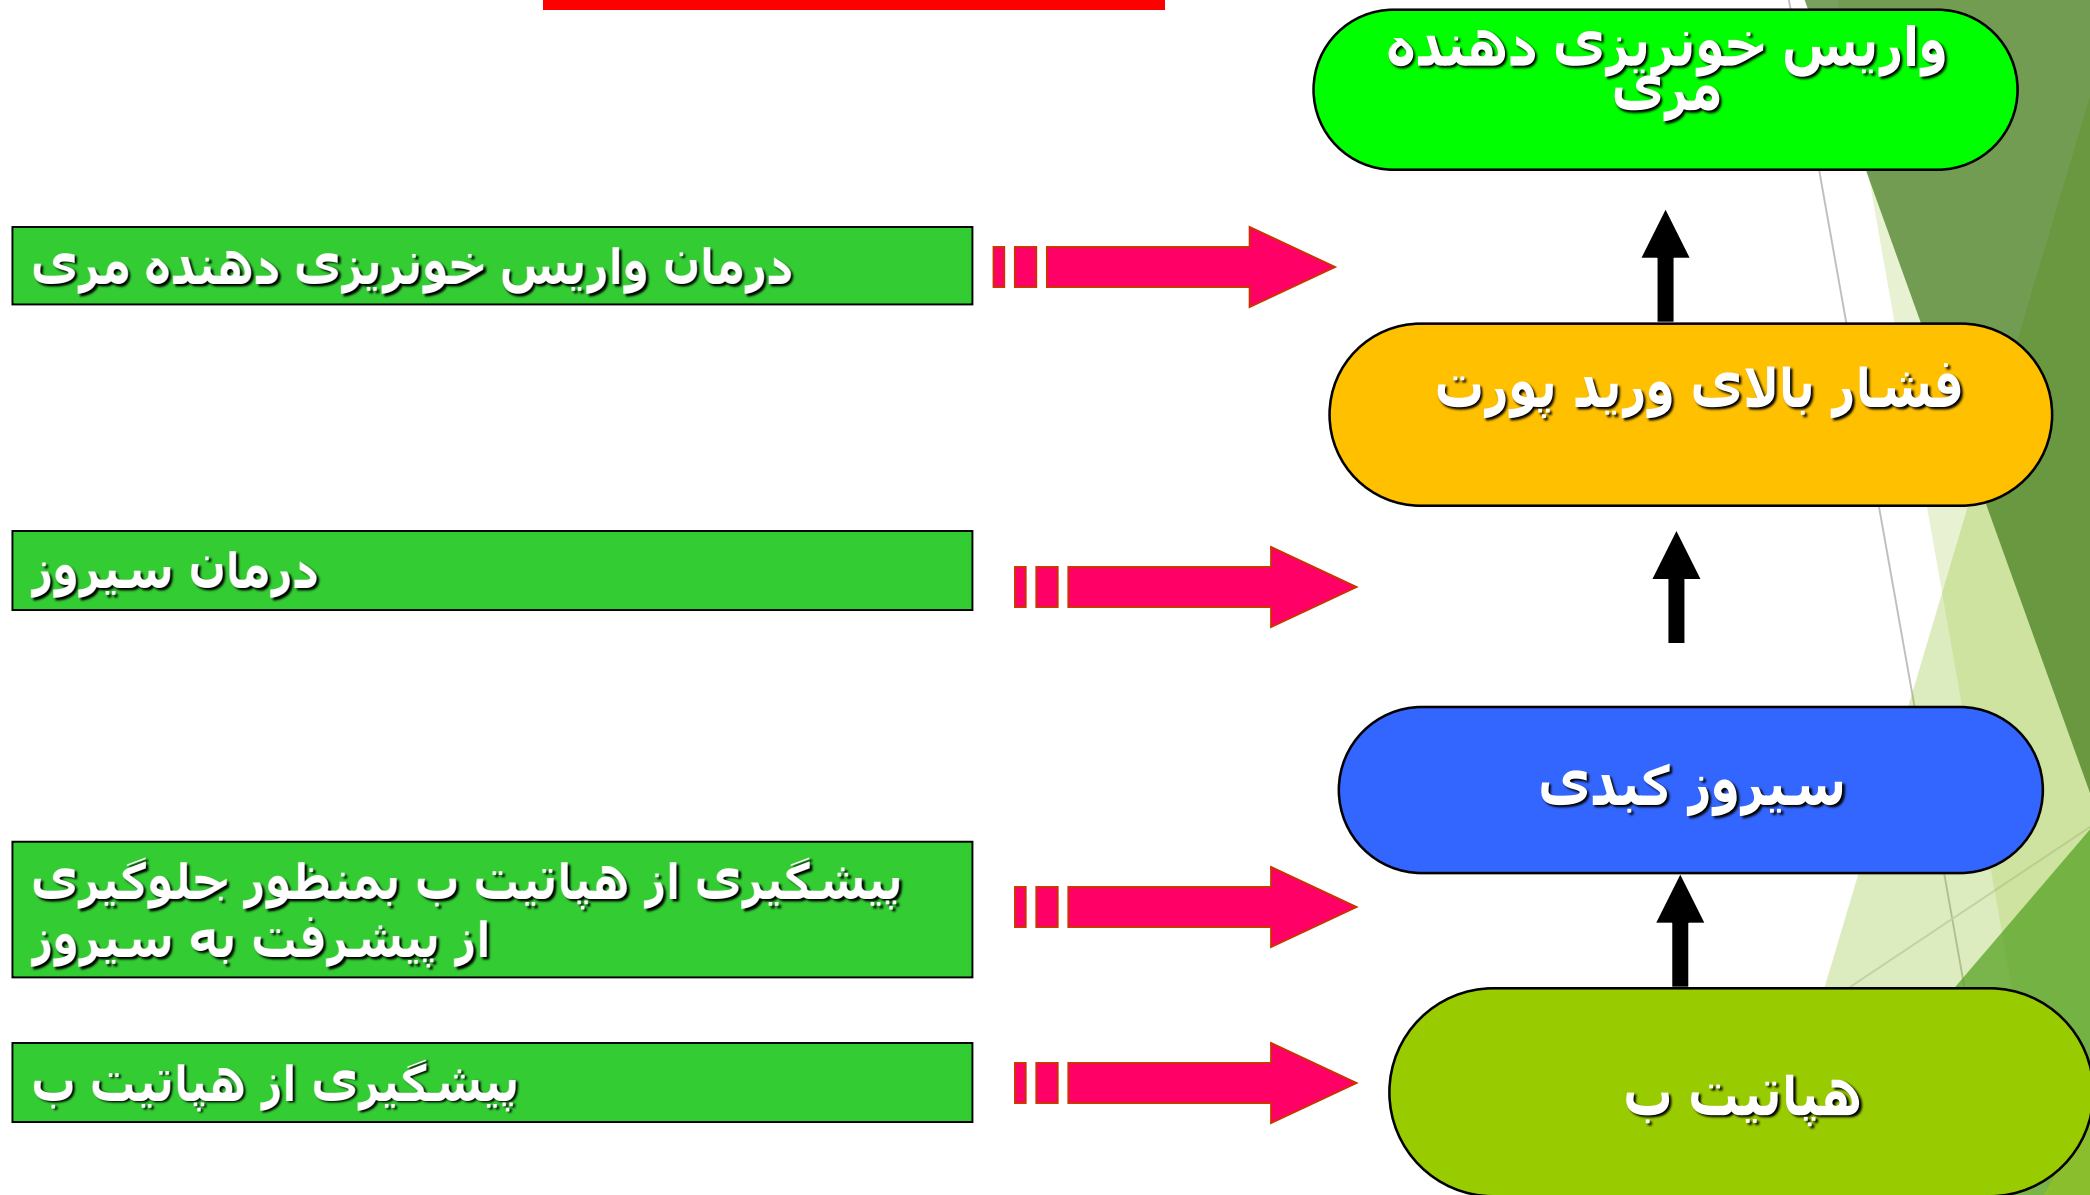 واریس خونریزی دهنده
مری
درمان واریس خونریزی دهنده مری
فشار بالای ورید پورت
درمان سیروز
سیروز کبدی
پیشگیری از هپاتیت ب بمنظور جلوگیری
از پیشرفت به سیروز
پیشگیری از هپاتیت ب
هپاتیت ب